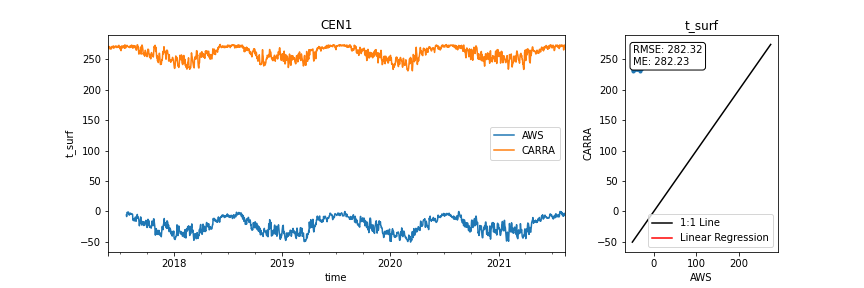 CEN1
t_surf
250
200
150
100
50
0
−50
2018
2019
2020
2021
time
AWS
CARRA
t_surf
CARRA
250
200
150
100
50
0
−50
RMSE: 282.32
ME: 282.23
1:1 Line
Linear Regression
0
100
200
AWS